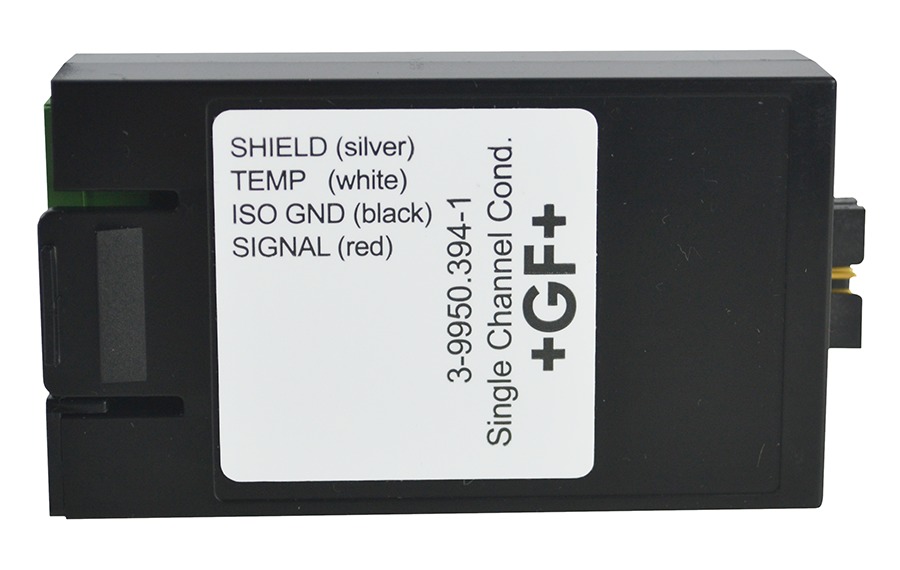 SHIELD (silver)
TEMP (white)
ISO GND (black)
SIGNAL (red)
3-9950.394-1
Single Channel Cond.
+GF+